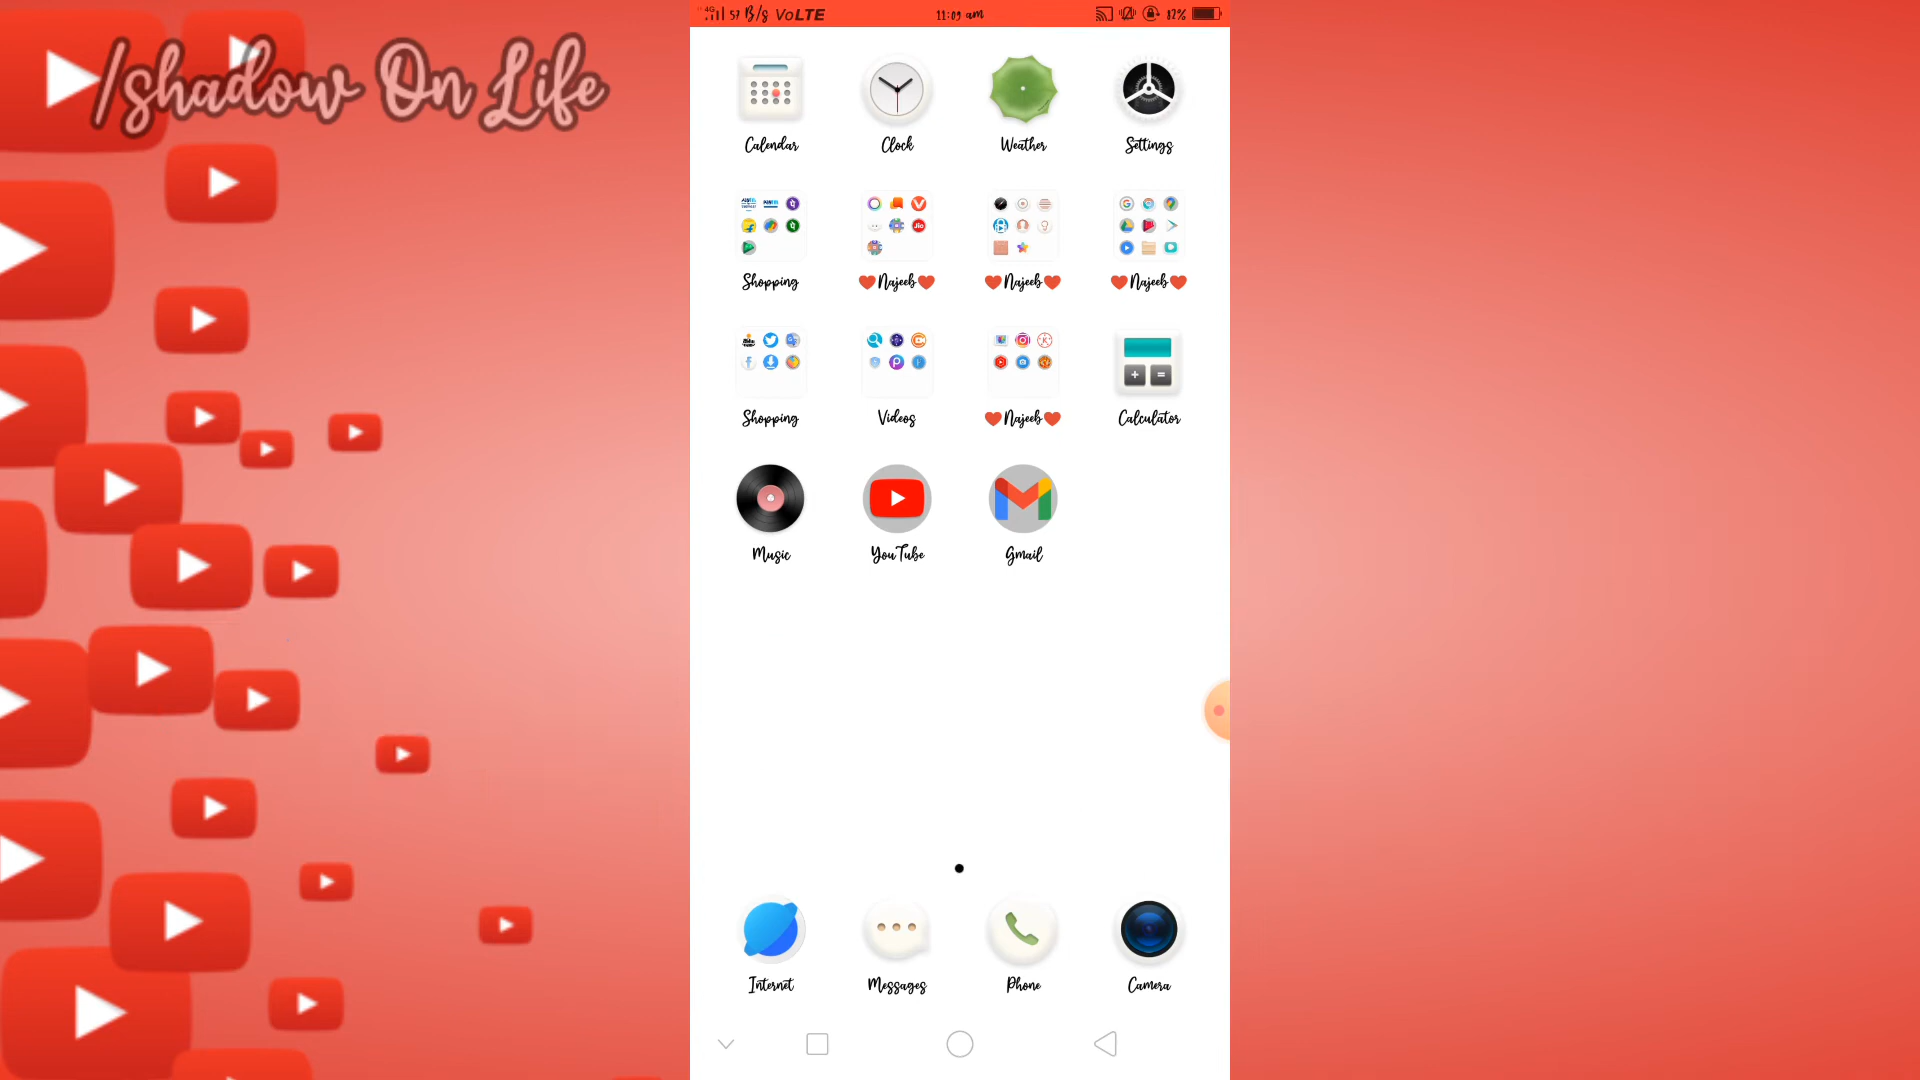 /shadow On Life
4G 57 B/s VoLTE 11:09 am 82%
Calendar Clock Weather Settings
Shopping ❤Najeeb❤ ❤Najeeb❤ ❤Najeeb❤
Shopping Videos ❤Najeeb❤ Calculator
Music YouTube Gmail
Internet Messages Phone Camera